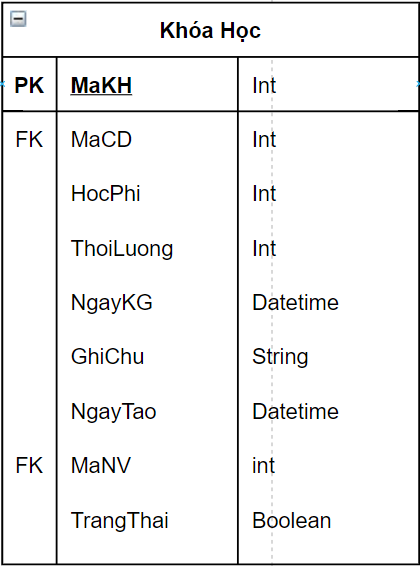 Khóa Học
PK MaKH Int
FK MaCD Int
HocPhi Int
ThoiLuong Int
NgayKG Datetime
GhiChu String
NgayTao Datetime
FK MaNV int
TrangThai Boolean